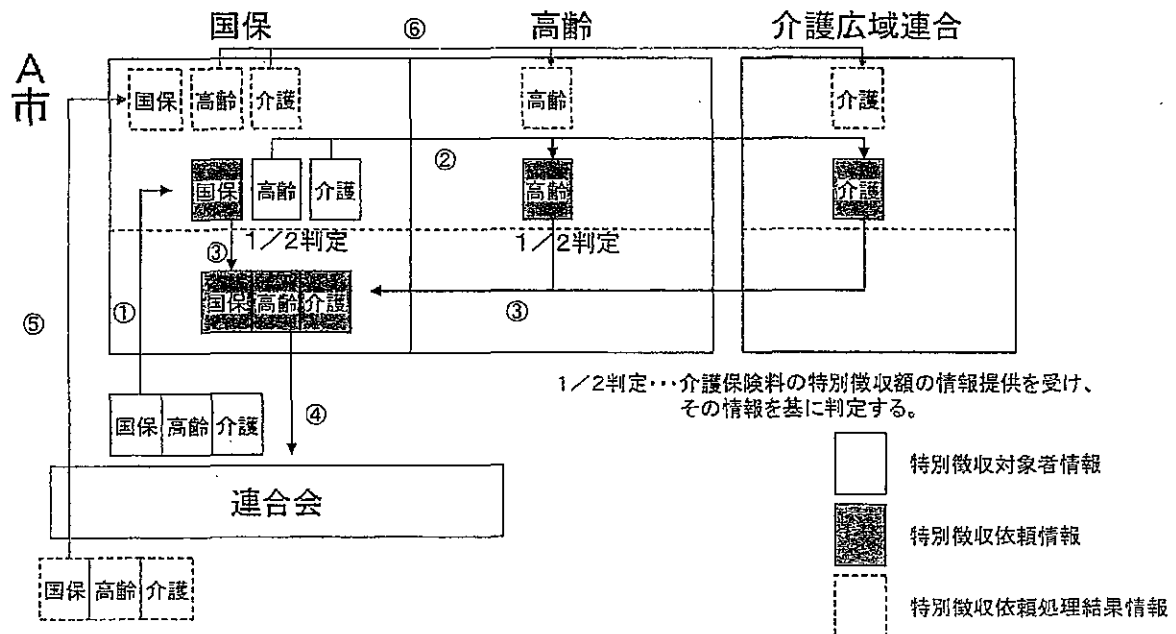 国保 ⑥ 高齢 介護広域連合
A市
国保 高齢 介護 高齢 介護
②
国保 高齢 介護 高齢 介護
1/2判定 1/2判定
③
国保 高齢 介護 ③
⑤ ①
1/2判定・・・介護保険料の特別徴収額の情報提供を受け、
その情報を基に判定する。
国保 高齢 介護 ④
特別徴収対象者情報
連合会
特別徴収依頼情報
国保 高齢 介護
特別徴収依頼処理結果情報